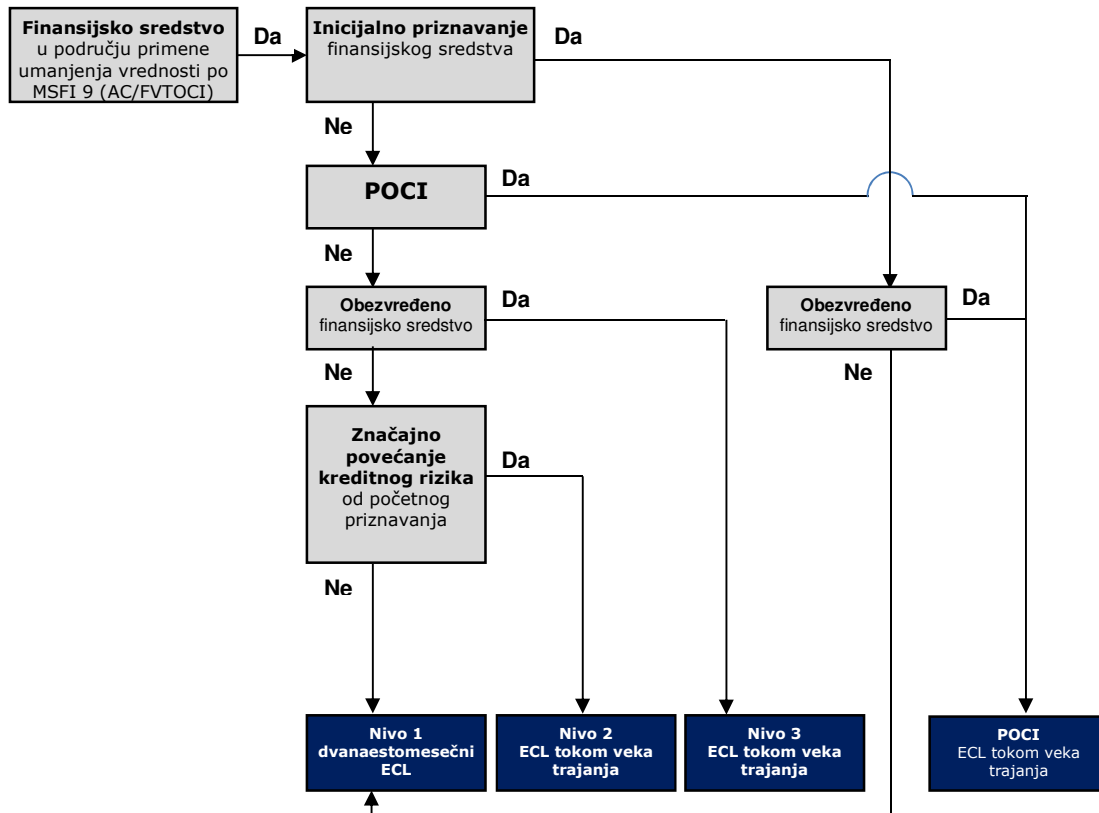 Finansijsko sredstvo
u području primene
umanjenja vrednosti po
MSFI 9 (AC/FVTOCI)
Da
Inicijalno priznavanje
finansijskog sredstva
Da
Ne
POCI
Da
Ne
Obezvređeno
finansijsko sredstvo
Da
Obezvređeno
finansijsko sredstvo
Da
Ne
Ne
Značajno
povećanje
kreditnog rizika
od početnog
priznavanja
Da
Ne
Nivo 1
dvanaestomesečni
ECL
Nivo 2
ECL tokom veka
trajanja
Nivo 3
ECL tokom veka
trajanja
POCI
ECL tokom veka
trajanja